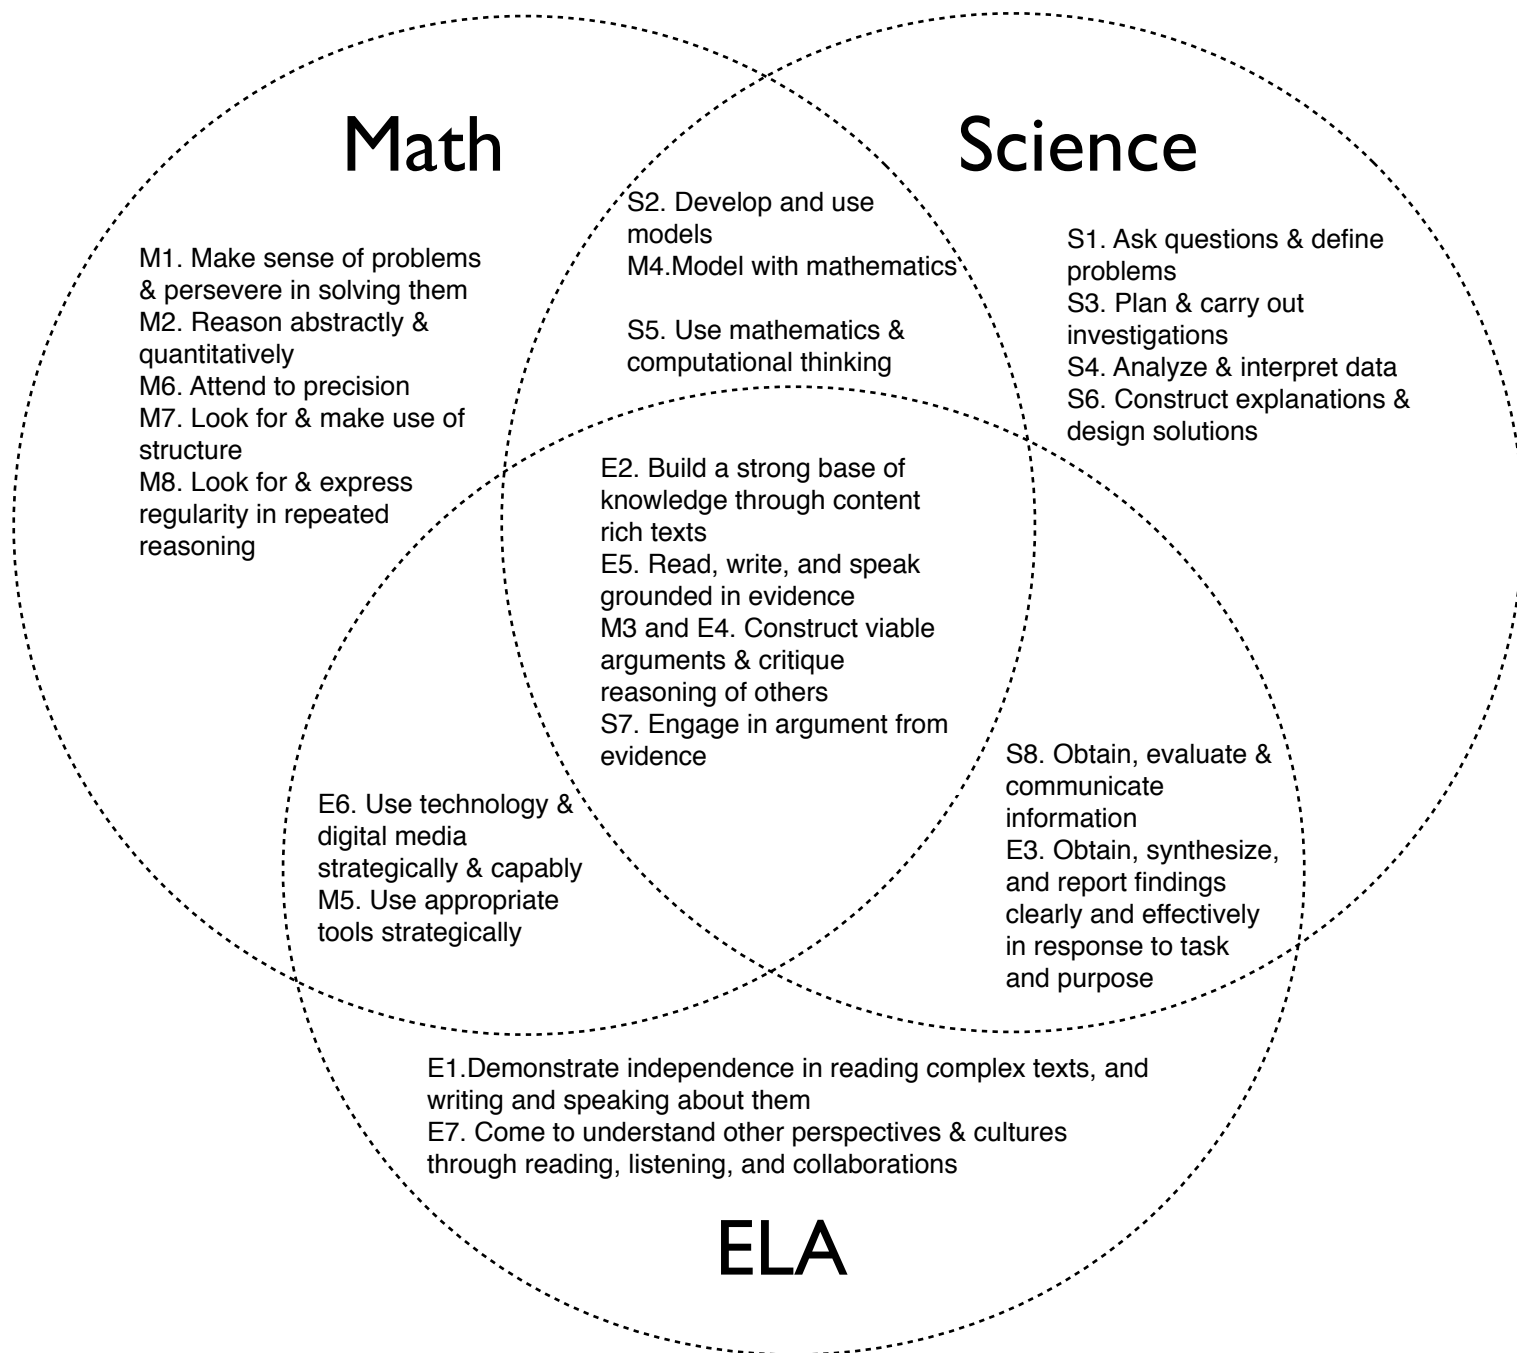 Math
Science
M1. Make sense of problems
& persevere in solving them
M2. Reason abstractly &
quantitatively
M6. Attend to precision
M7. Look for & make use of
structure
M8. Look for & express
regularity in repeated
reasoning
S2. Develop and use
models
M4.Model with mathematics
S5. Use mathematics &
computational thinking
S1. Ask questions & define
problems
S3. Plan & carry out
investigations
S4. Analyze & interpret data
S6. Construct explanations &
design solutions
E2. Build a strong base of
knowledge through content
rich texts
E5. Read, write, and speak
grounded in evidence
M3 and E4. Construct viable
arguments & critique
reasoning of others
S7. Engage in argument from
evidence
E6. Use technology &
digital media
strategically & capably
M5. Use appropriate
tools strategically
S8. Obtain, evaluate &
communicate
information
E3. Obtain, synthesize,
and report findings
clearly and effectively
in response to task
and purpose
E1.Demonstrate independence in reading complex texts, and
writing and speaking about them
E7. Come to understand other perspectives & cultures
through reading, listening, and collaborations
ELA